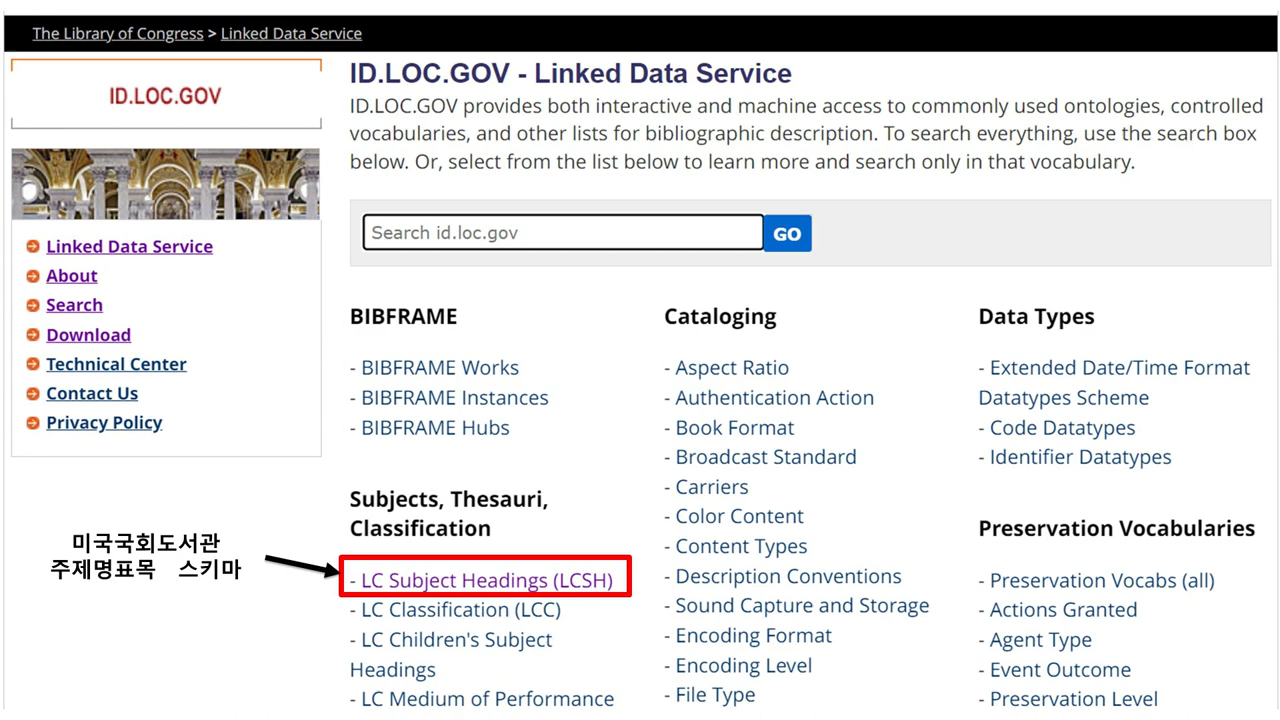 The Library of Congress > Linked Data Service
ID.LOC.GOV
Linked Data Service
About
Search
Download
Technical Center
Contact Us
Privacy Policy
ID.LOC.GOV - Linked Data Service
ID.LOC.GOV provides both interactive and machine access to commonly used ontologies, controlled
vocabularies, and other lists for bibliographic description. To search everything, use the search box
below. Or, select from the list below to learn more and search only in that vocabulary.
Search id.loc.gov GO
BIBFRAME
- BIBFRAME Works
- BIBFRAME Instances
- BIBFRAME Hubs
Subjects, Thesauri,
Classification
미국국회도서관
주제명표목 스키마
- LC Subject Headings (LCSH)
- LC Classification (LCC)
- LC Children's Subject
Headings
- LC Medium of Performance
Cataloging
- Aspect Ratio
- Authentication Action
- Book Format
- Broadcast Standard
- Carriers
- Color Content
- Content Types
- Description Conventions
- Sound Capture and Storage
- Encoding Format
- Encoding Level
- File Type
Data Types
- Extended Date/Time Format
Datatypes Scheme
- Code Datatypes
- Identifier Datatypes
Preservation Vocabularies
- Preservation Vocabs (all)
- Actions Granted
- Agent Type
- Event Outcome
- Preservation Level